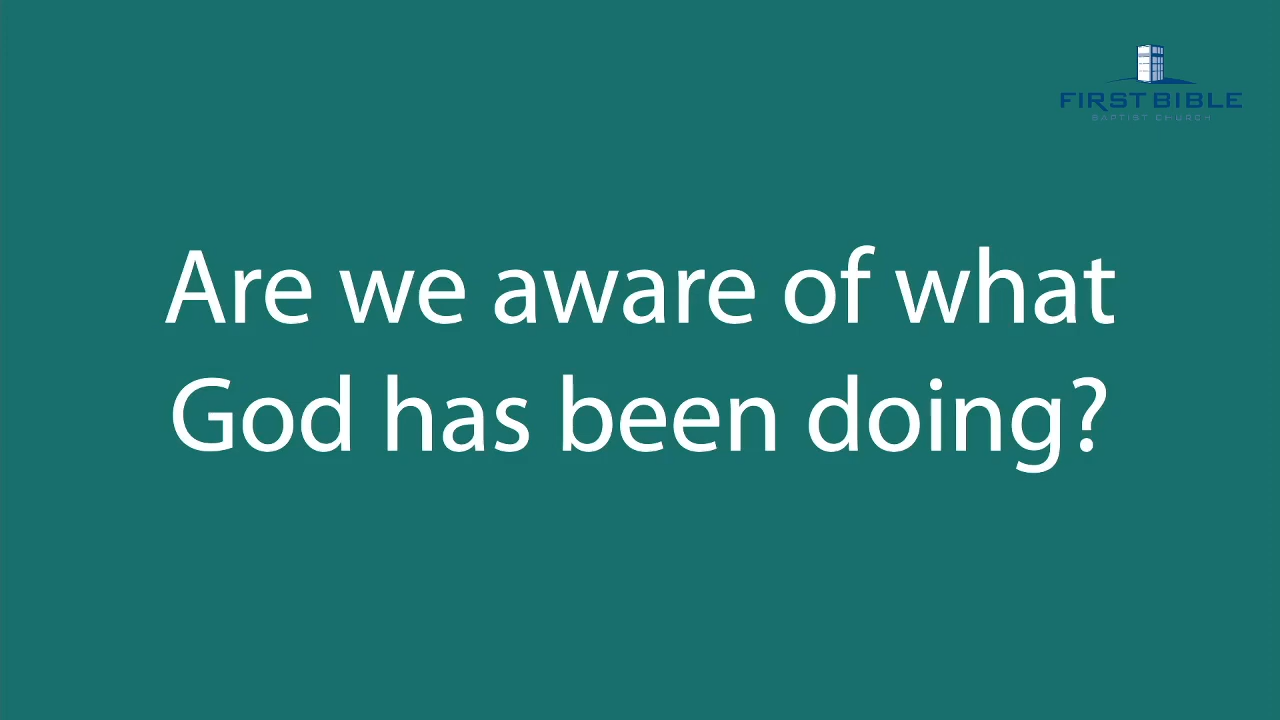 FIRST BIBLE
BAPTIST CHURCH
Are we aware of what
God has been doing?